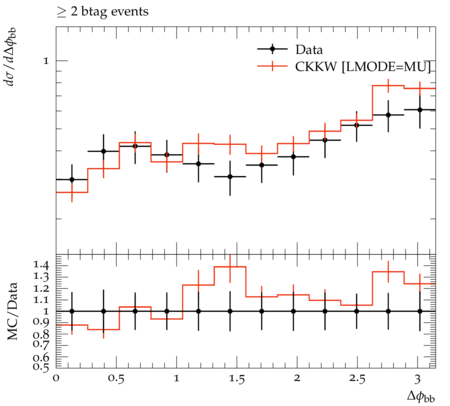 ≥ 2 btag events
dσ/dΔϕbb
1
Data
CKKW [LMODE=MU]
MC/Data
1.4
1.3
1.2
1.1
1
0.9
0.8
0.7
0.6
0.5
0 0.5 1 1.5 2 2.5 3
Δϕbb